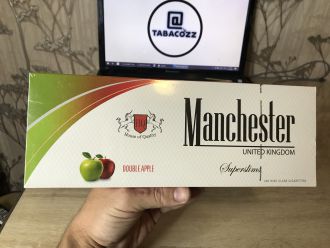 @
TABACOZZ
Manchester
UNITED KINGDOM
House of Quality
DOUBLE APPLE
Superslims